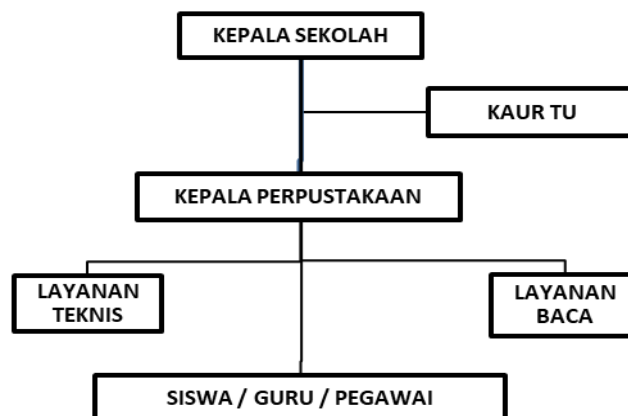 KEPALA SEKOLAH
KAUR TU
KEPALA PERPUSTAKAAN
LAYANAN
TEKNIS
LAYANAN
BACA
SISWA / GURU / PEGAWAI